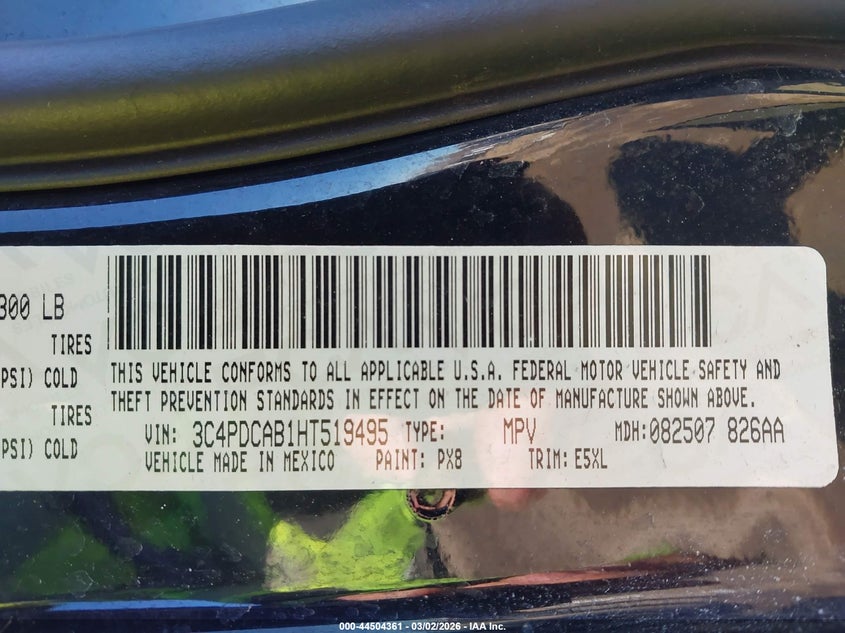 300 LB
TIRES
PSI) COLD
TIRES
PSI) COLD
THIS VEHICLE CONFORMS TO ALL APPLICABLE U.S.A. FEDERAL MOTOR VEHICLE SAFETY AND
THEFT PREVENTION STANDARDS IN EFFECT ON THE DATE OF MANUFACTURE SHOWN ABOVE.
VIN: 3C4PDCAB1HT519495 TYPE: MPV MDH:082507 826AA
VEHICLE MADE IN MEXICO PAINT: PX8 TRIM: E5XL
000-44504361 - 03/02/2026 - IAA Inc.